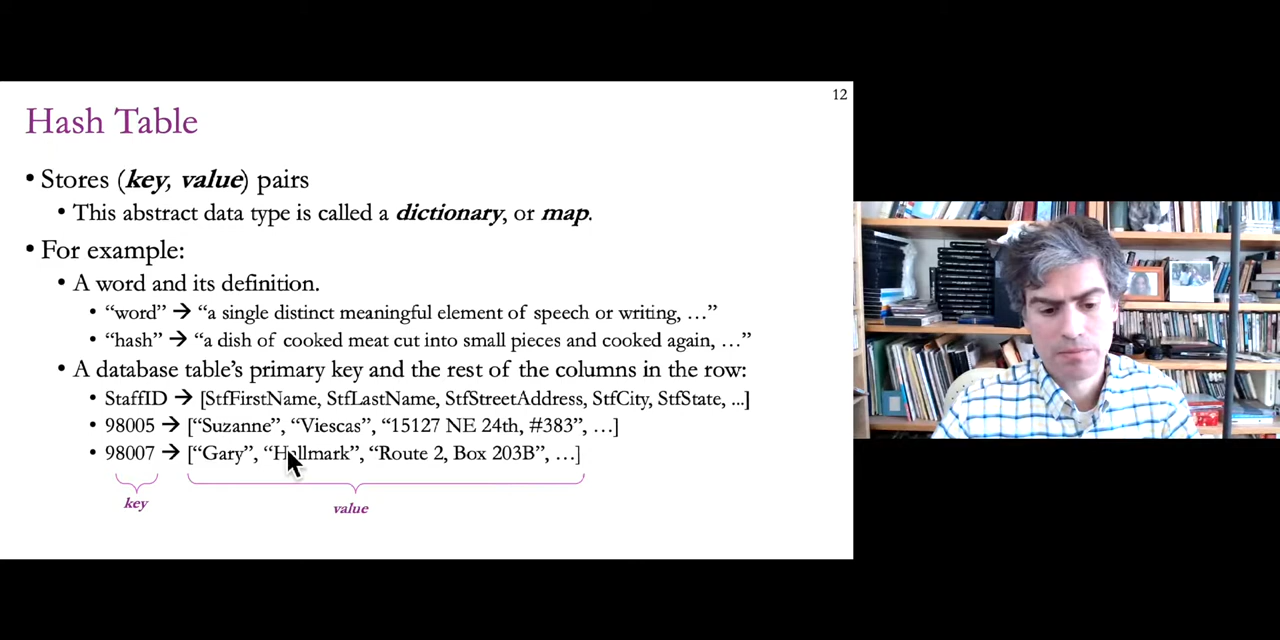 12
Hash Table
• Stores (key, value) pairs
• This abstract data type is called a dictionary, or map.
• For example:
• A word and its definition.
• “word” → “a single distinct meaningful element of speech or writing, …”
• “hash” → “a dish of cooked meat cut into small pieces and cooked again, …”
• A database table’s primary key and the rest of the columns in the row:
• StaffID → [StfFirstName, StfLastName, StfStreetAddress, StfCity, StfState, ...]
• 98005 → [“Suzanne”, “Viescas”, “15127 NE 24th, #383”, …]
• 98007 → [“Gary”, “Hallmark”, “Route 2, Box 203B”, …]
key
value